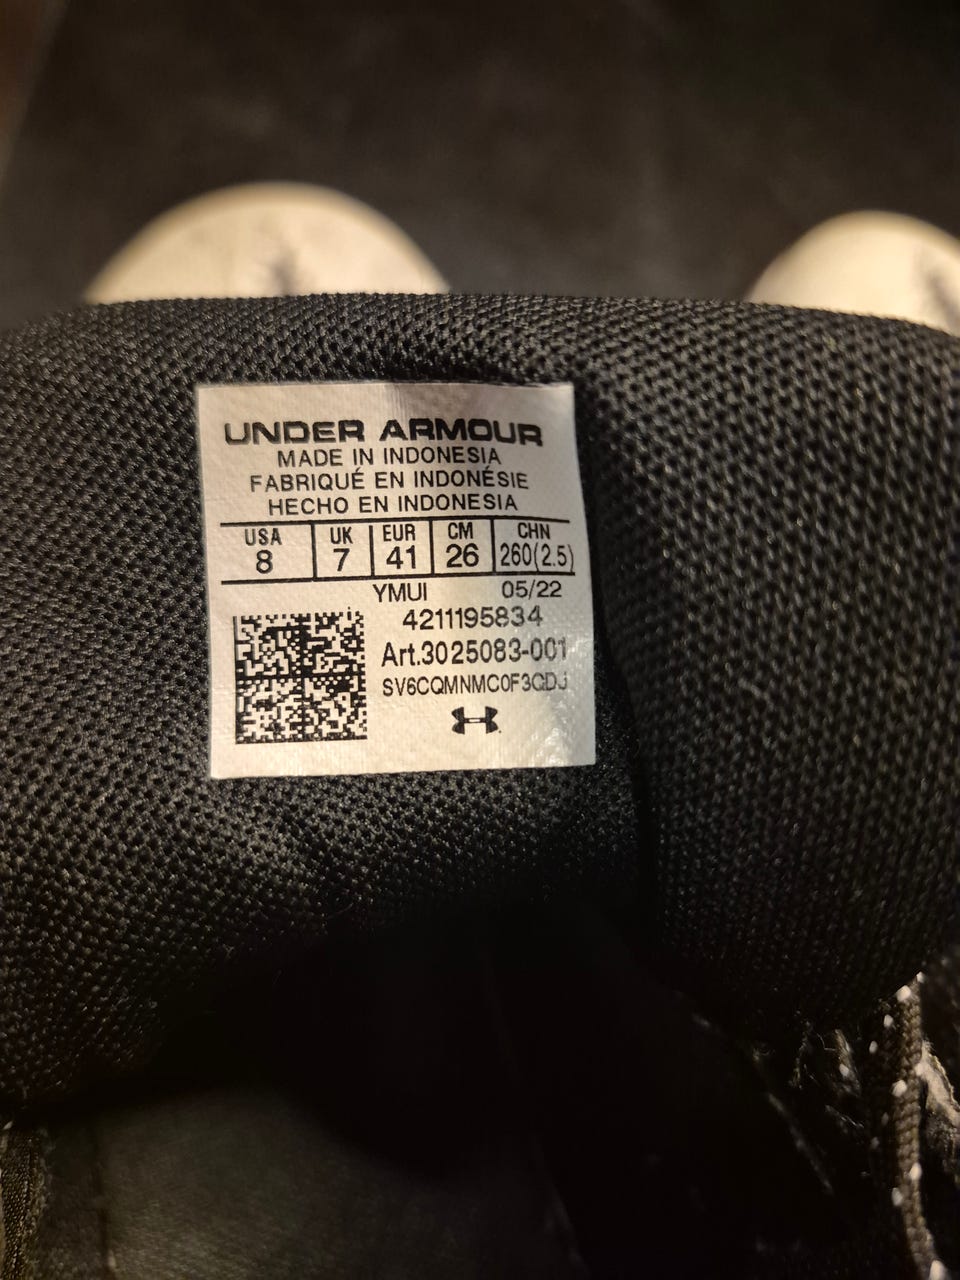 UNDER ARMOUR
MADE IN INDONESIA
FABRIQUÉ EN INDONÉSIE
HECHO EN INDONESIA
USA UK EUR CM CHN
8 7 41 26 260(2.5)
YMUI 05/22
4211195834
Art.3025083-001